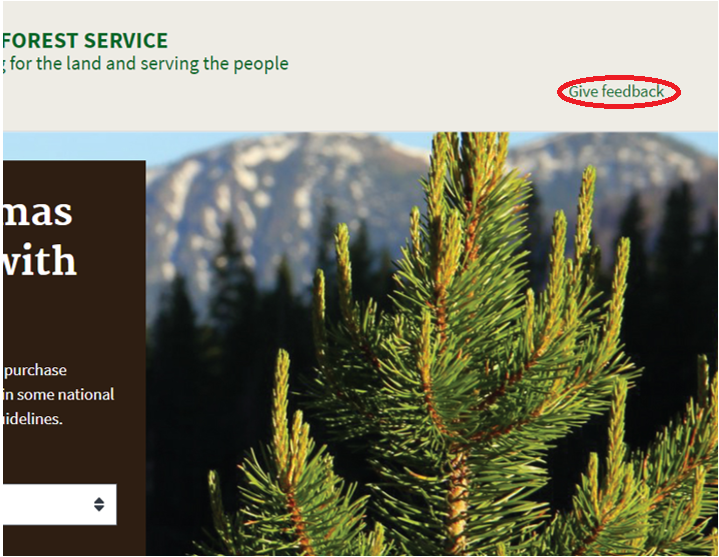 FOREST SERVICE
for the land and serving the people
Give feedback
mas
with
purchase
in some national
idelines.